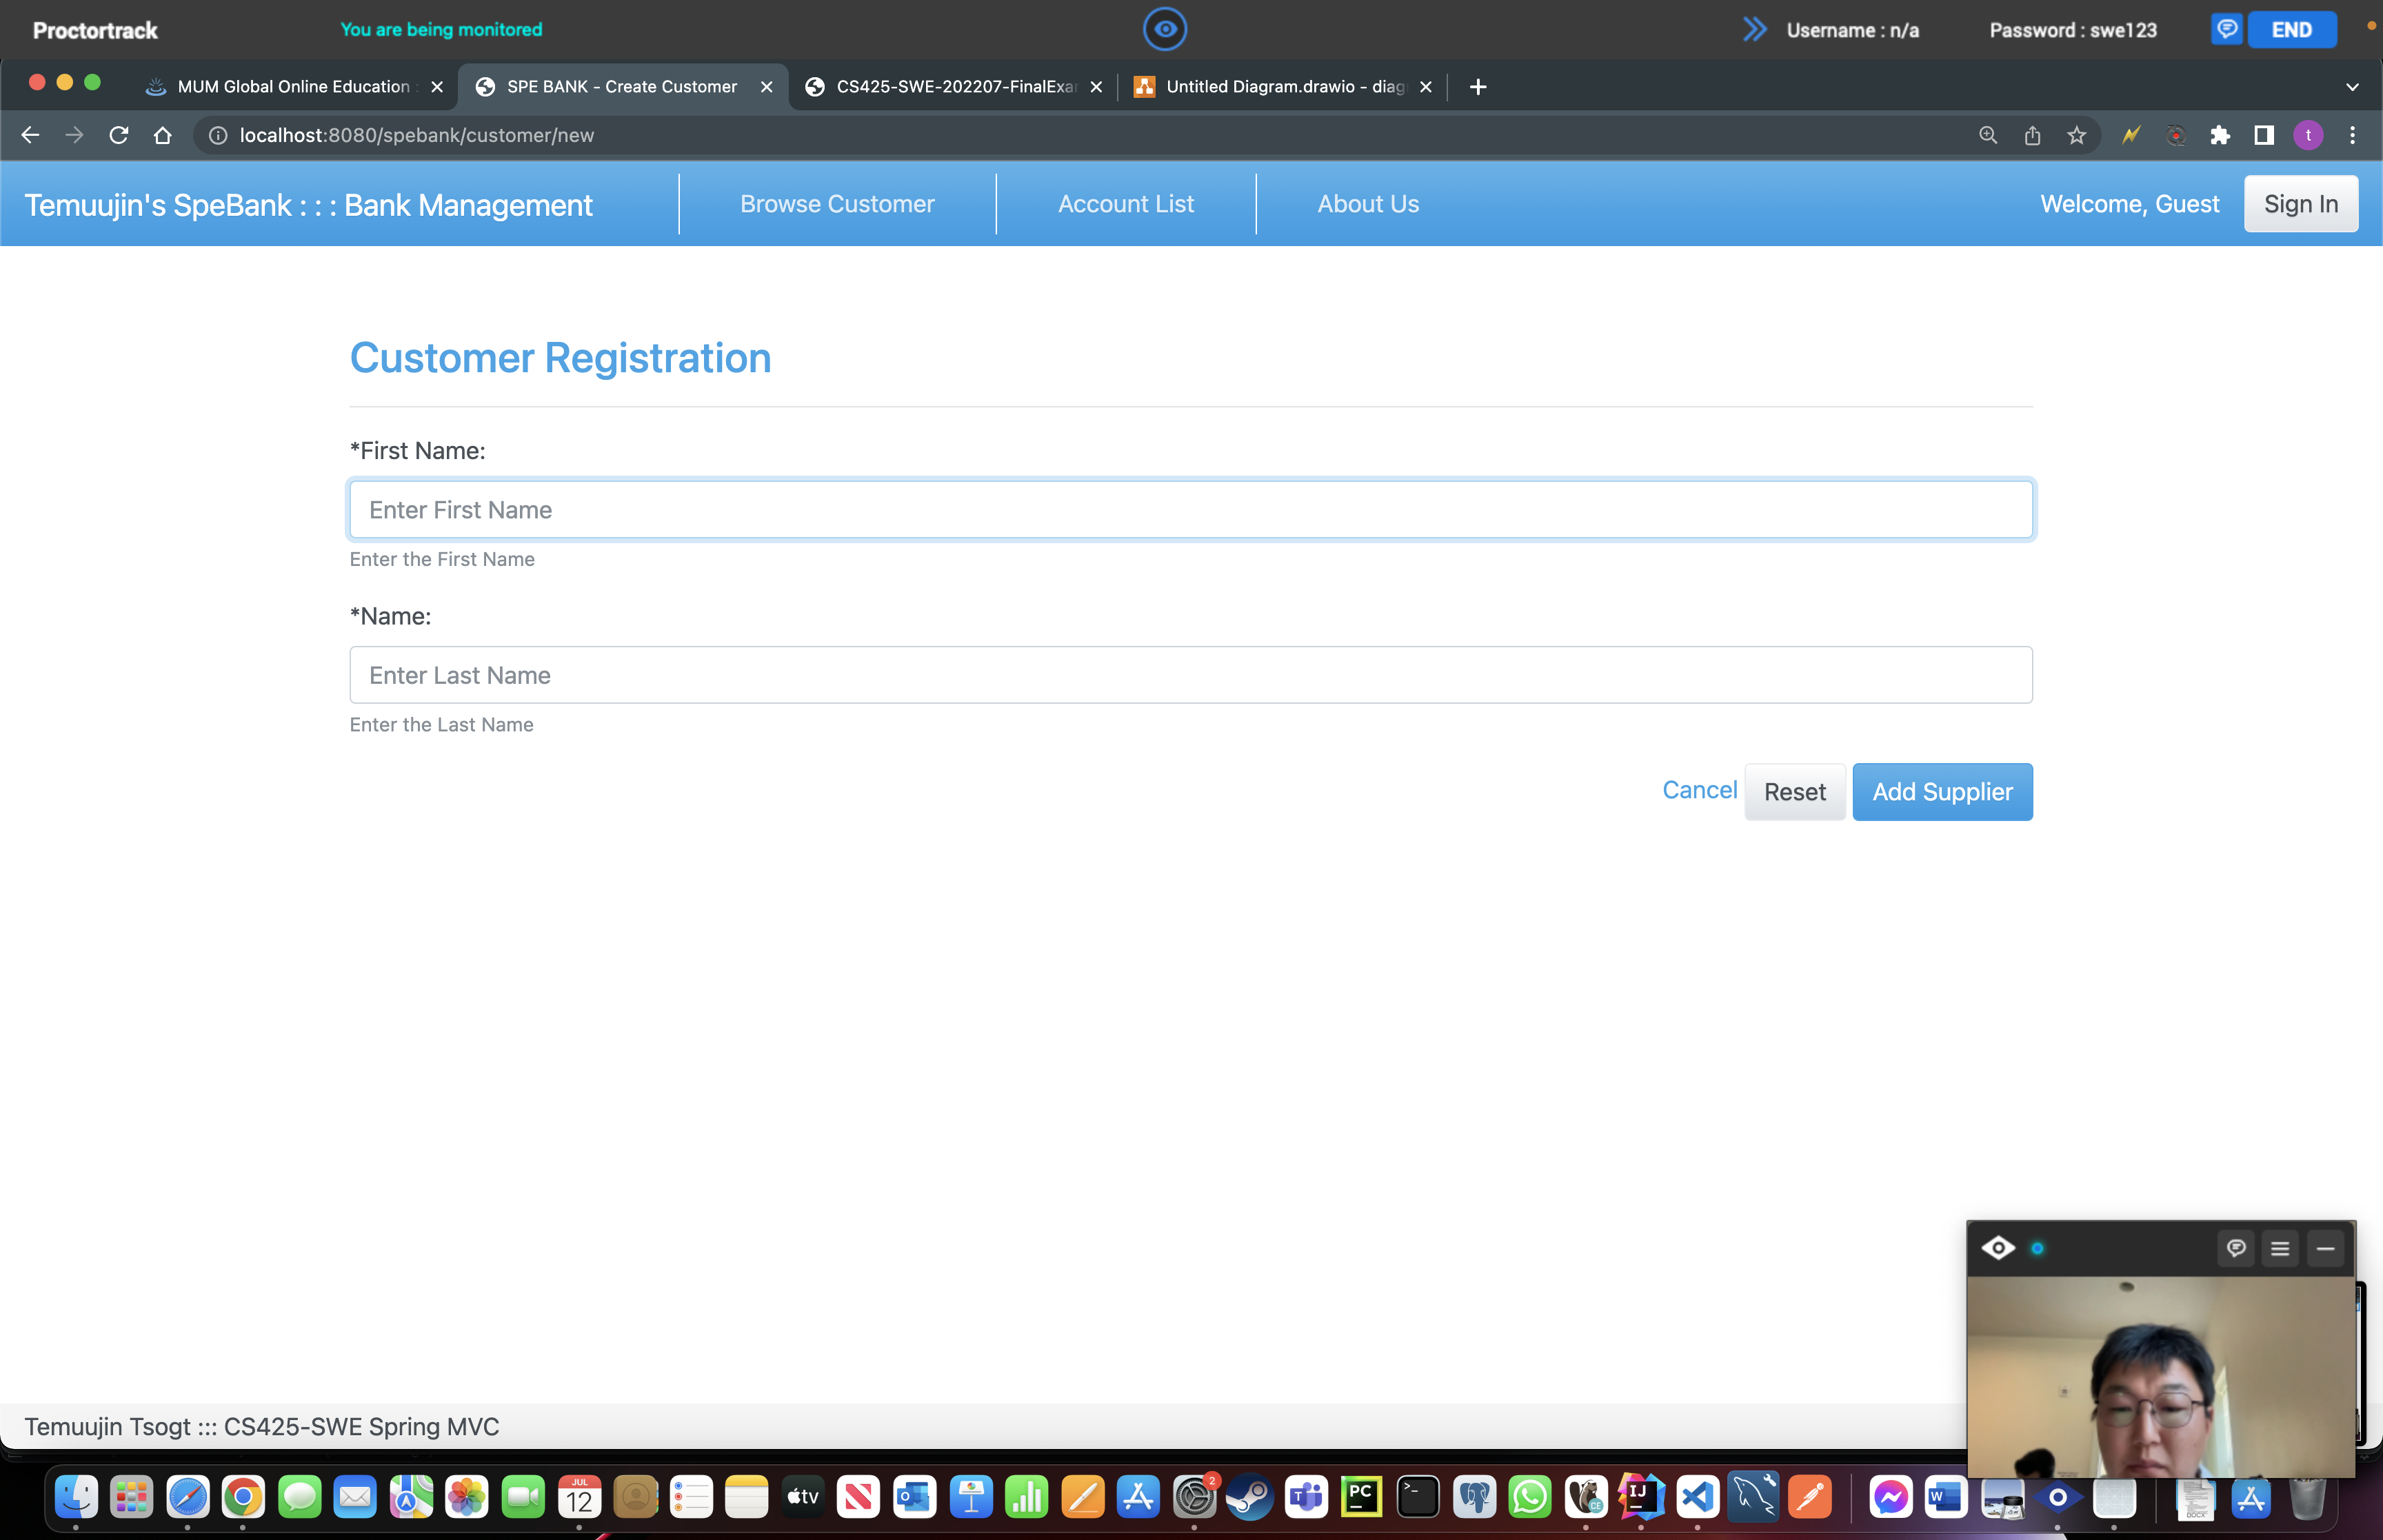 Proctortrack You are being monitored Username : n/a Password : swe123 END
MUM Global Online Education SPE BANK - Create Customer CS425-SWE-202207-FinalExa Untitled Diagram.drawio - diag
localhost:8080/spebank/customer/new t
Temuujin's SpeBank : : : Bank Management Browse Customer Account List About Us Welcome, Guest Sign In
Customer Registration
*First Name:
Enter First Name
Enter the First Name
*Name:
Enter Last Name
Enter the Last Name
Cancel Reset Add Supplier
Temuujin Tsogt ::: CS425-SWE Spring MVC
JUL
12
tv
2
T
PC
CE
IJ
W
DOCX